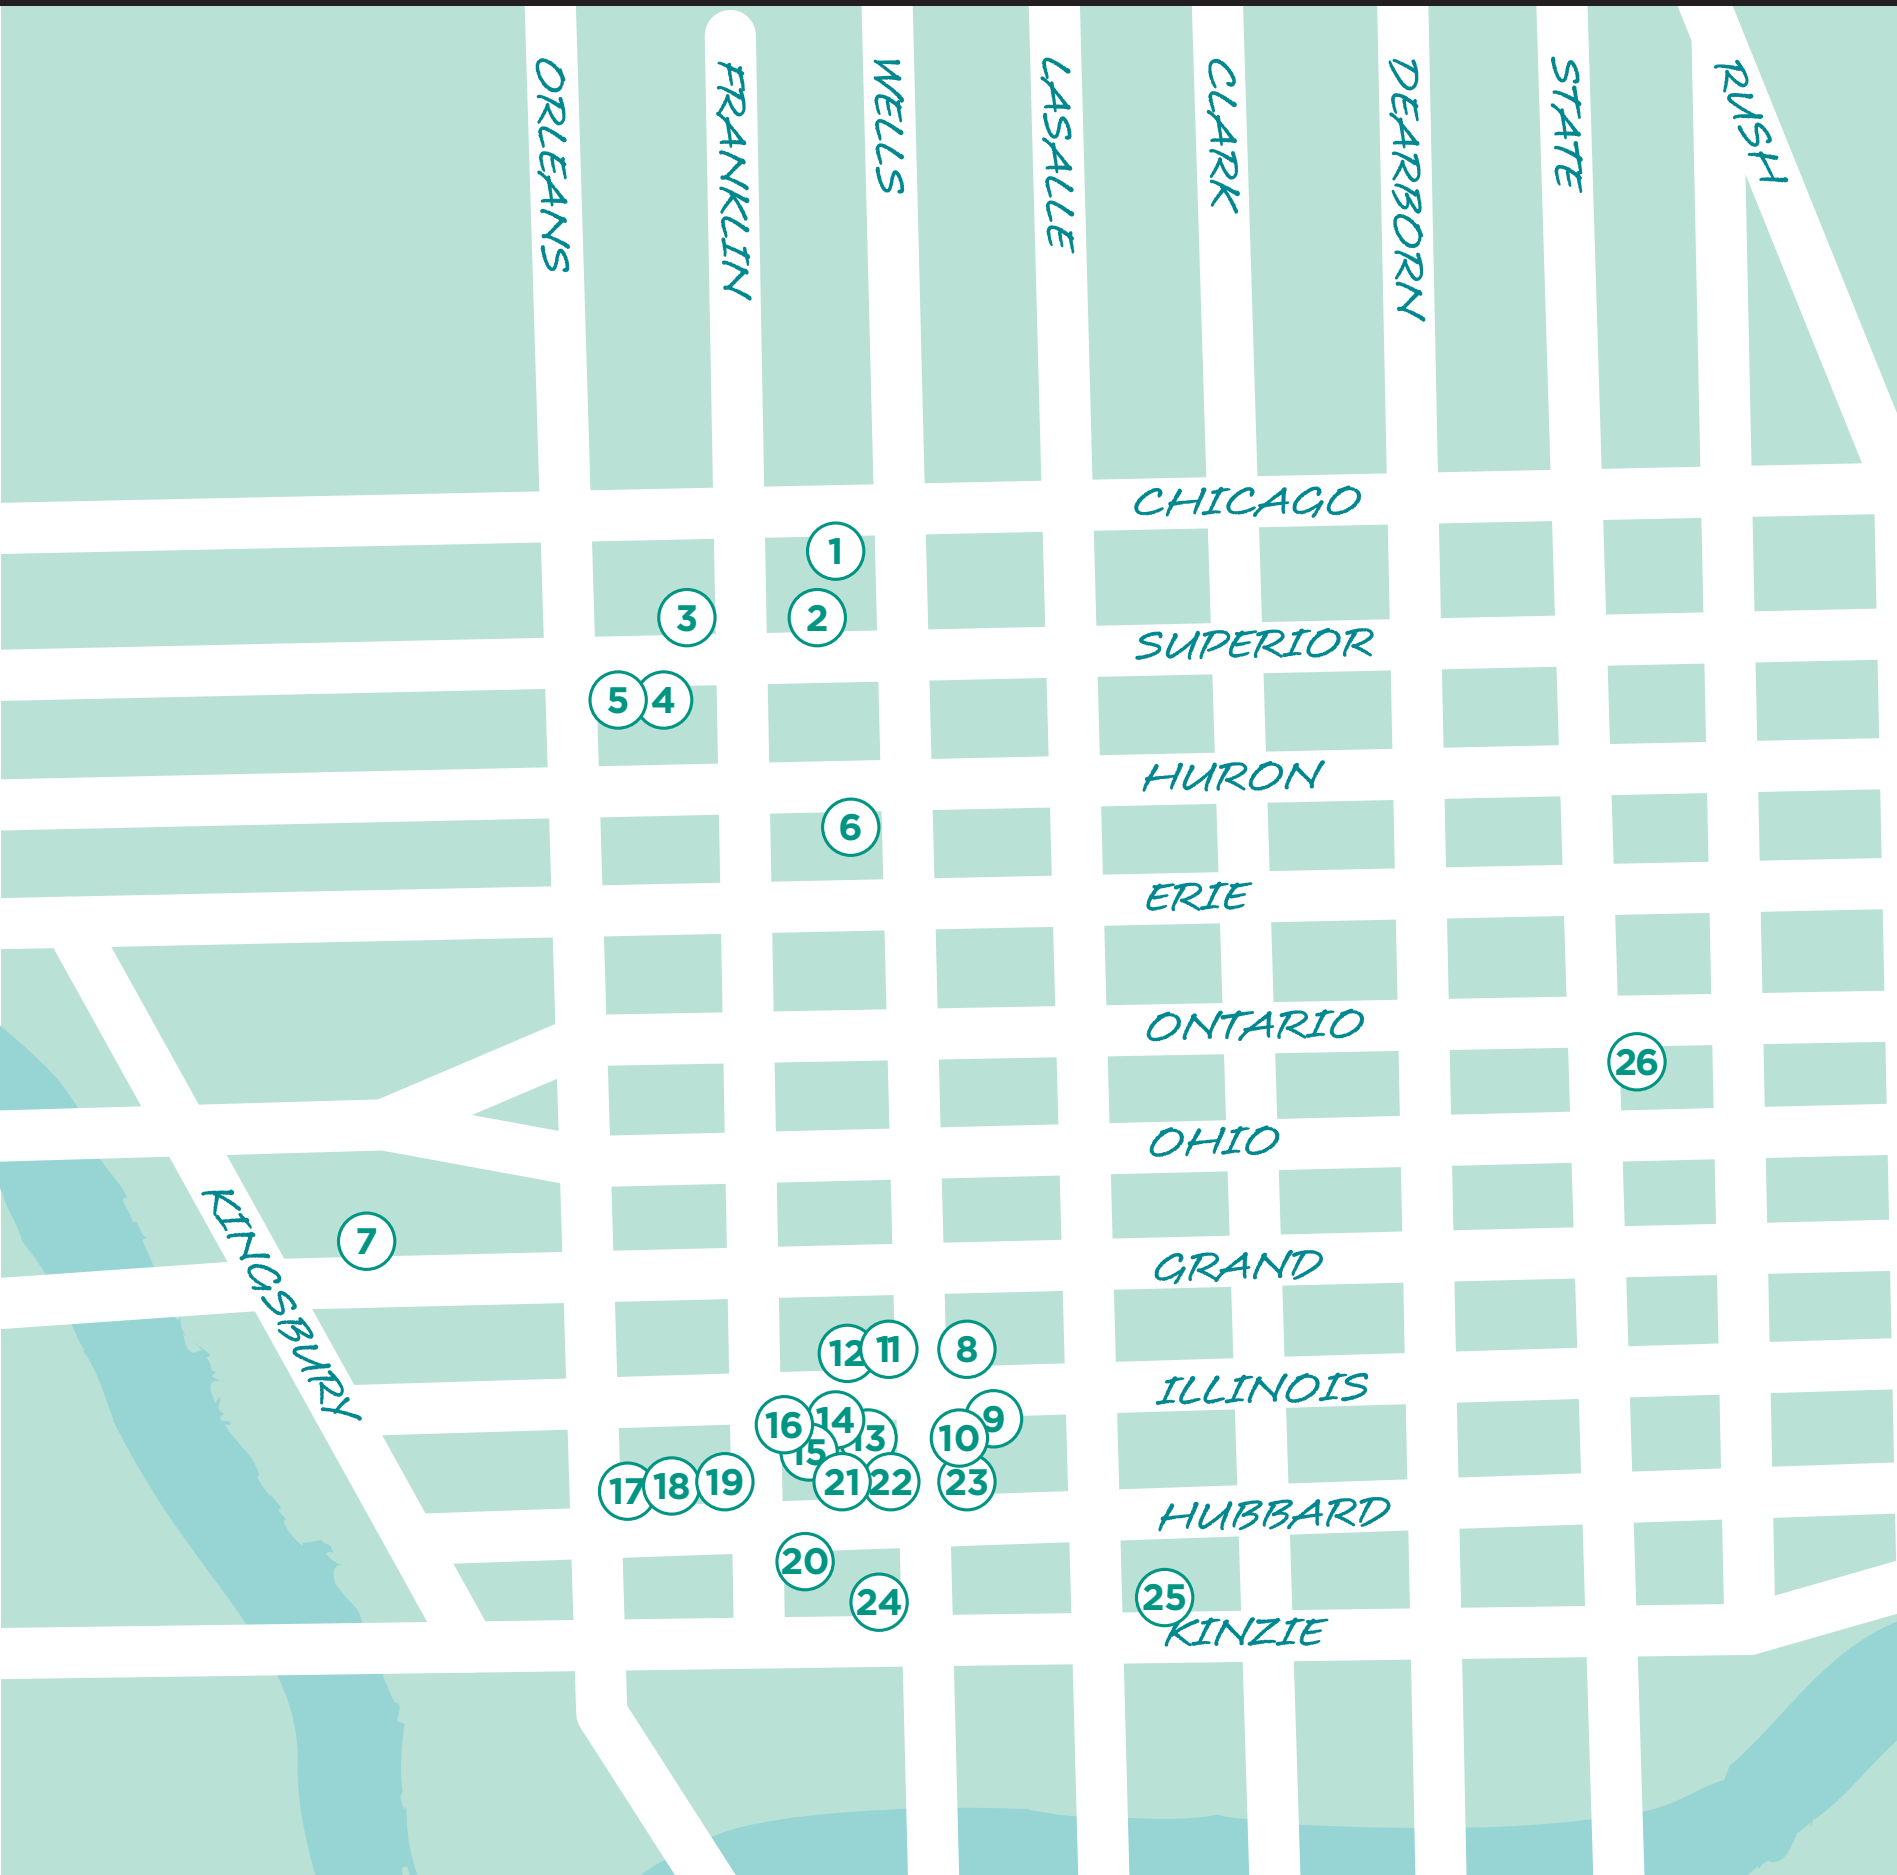 ORLEANS
FRANKLIN
WELLS
LASALLE
CLARK
DEARBORN
STATE
RUSH
CHICAGO
1
3
2
SUPERIOR
5
4
HURON
6
ERIE
ONTARIO
26
OHIO
KINGSBURY
7
GRAND
12
11
8
ILLINOIS
16
14
13
15
10
9
17
18
19
21
22
23
HUBBARD
20
24
25
KINZIE